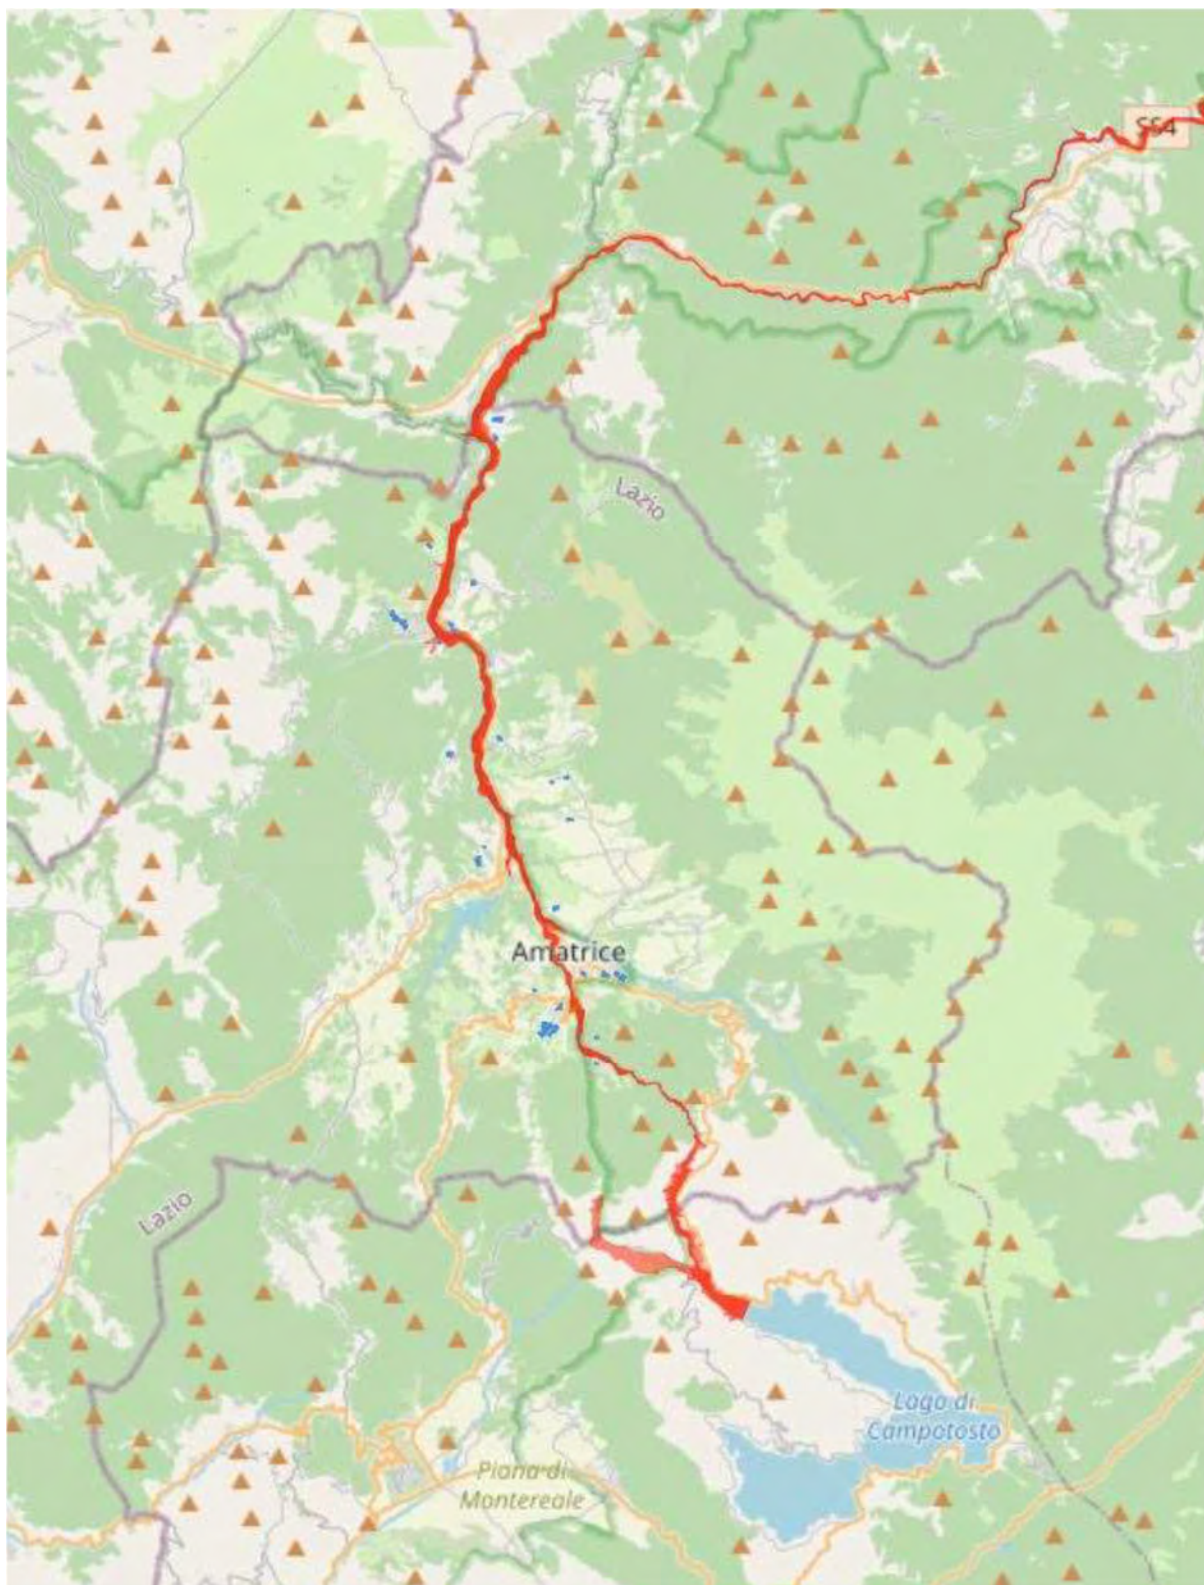 SS4
Lazio
Amatrice
Lazio
Lago di
Campotosto
Piana di
Montereale